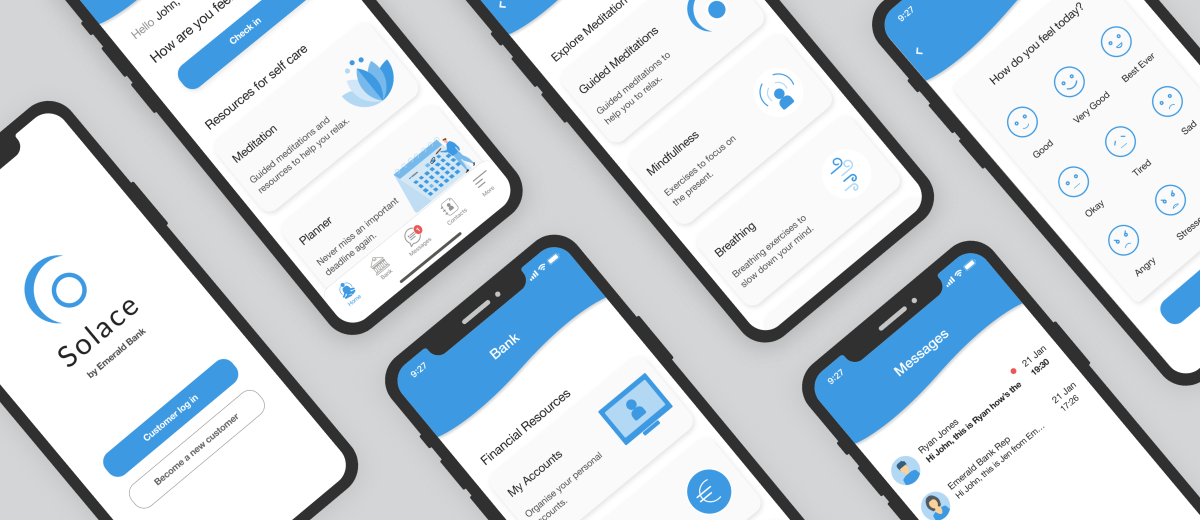 Solace
by Emerald Bank
Customer log in
Become a new customer
Hello John,
How are you feel
Check in
Resources for self care
Meditation
Guided meditations and
resources to help you relax.
Planner
Never miss an important
deadline again.
Home
Bank
Messages
1
Contacts
More
Explore Meditation
Guided Meditations
Guided meditations to
help you to relax.
Mindfullness
Exercises to focus on
the present.
Breathing
Breathing exercises to
slow down your mind.
9:27
Bank
Financial Resources
My Accounts
Organise your personal
accounts.
€
9:27
How do you feel today?
Good
Very Good
Best Ever
Okay
Tired
Sad
Angry
Stresse
9:27
Messages
Ryan Jones
21 Jan
Hi John, this is Ryan how's the
19:30
Emerald Bank Rep
21 Jan
Hi John, this is Jen from Em...
17:26